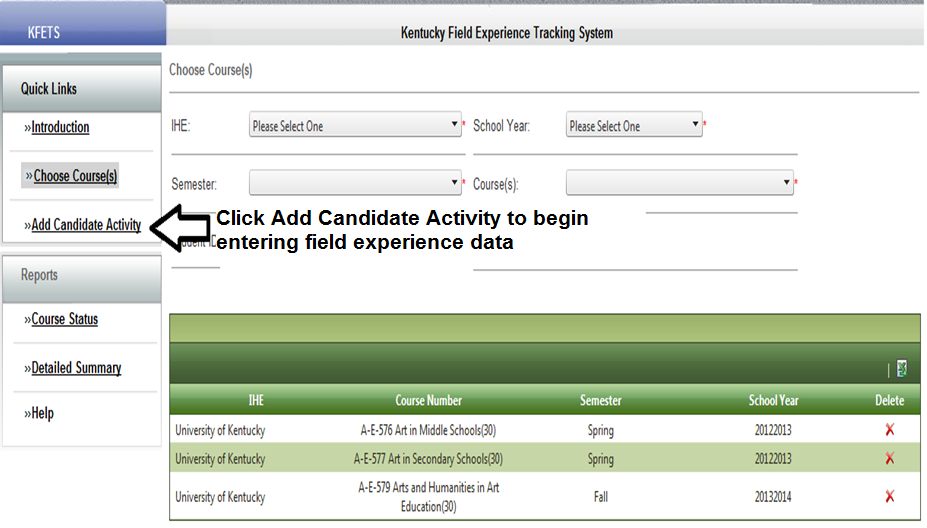 KFETS
Kentucky Field Experience Tracking System
Quick Links
»Introduction
»Choose Course(s)
»Add Candidate Activity
Reports
»Course Status
»Detailed Summary
»Help
Choose Course(s)
IHE: Please Select One * School Year: Please Select One *
Semester: * Course(s): *
Click Add Candidate Activity to begin
entering field experience data
IHE Course Number Semester School Year Delete
University of Kentucky A-E-576 Art in Middle Schools(30) Spring 20122013
University of Kentucky A-E-577 Art in Secondary Schools(30) Spring 20122013
University of Kentucky A-E-579 Arts and Humanities in Art Fall 20132014
Education(30)